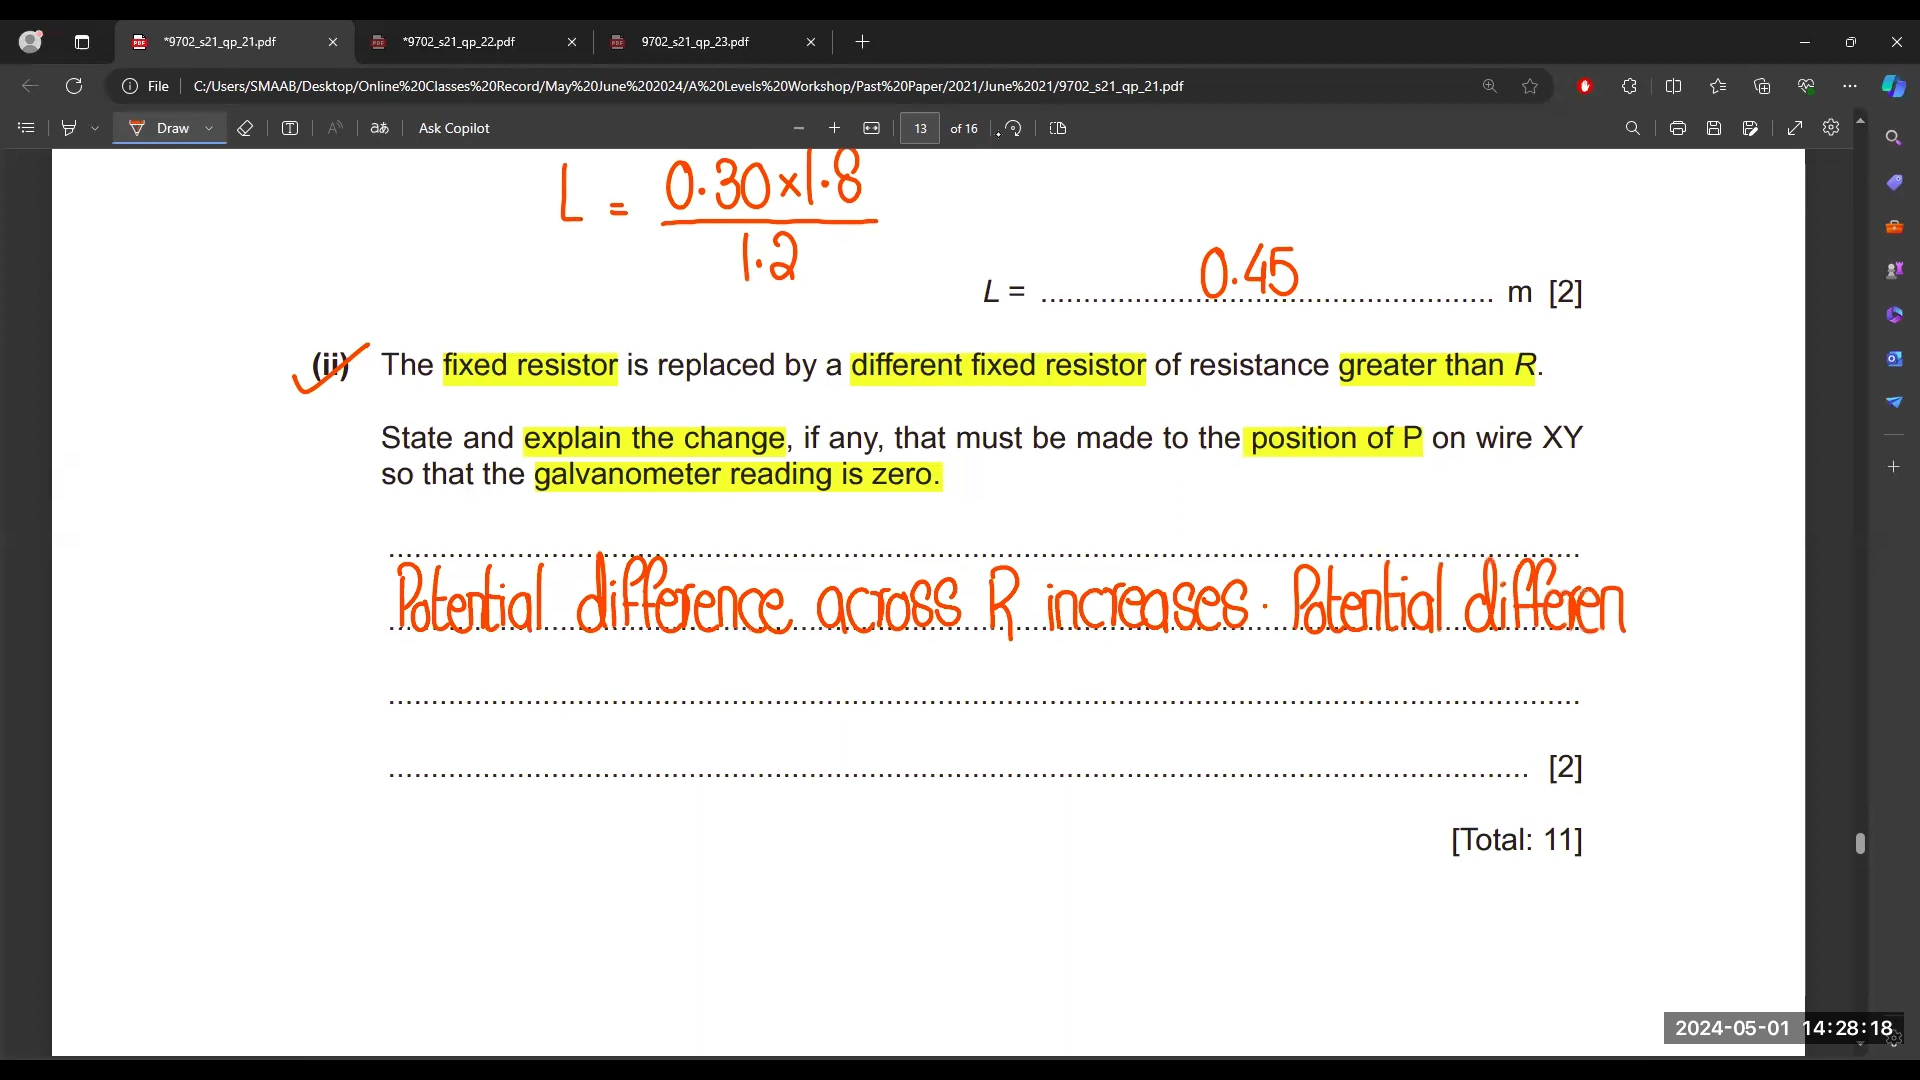 *9702_s21_qp_21.pdf
*9702_s21_qp_22.pdf
9702_s21_qp_23.pdf
File
C:/Users/SMAAB/Desktop/Online%20Classes%20Record/May%20June%202024/A%20Levels%20Workshop/Past%20Paper/2021/June%2021/9702_s21_qp_21.pdf
Draw
aあ
Ask Copilot
13 of 16
L = 0.30×1.8
1.2
0.45
L = ........................................................ m [2]
(ii) The fixed resistor is replaced by a different fixed resistor of resistance greater than R.
State and explain the change, if any, that must be made to the position of P on wire XY
so that the galvanometer reading is zero.
Potential difference across R increases. Potential differen
[2]
[Total: 11]
2024-05-01 14:28:18